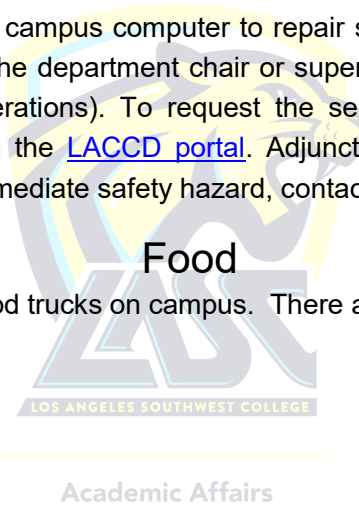 campus computer to repair s
he department chair or super
erations). To request the se
the LACCD portal. Adjunct
mediate safety hazard, contac
Food
od trucks on campus. There a
LASC
LOS ANGELES SOUTHWEST COLLEGE
Academic Affairs